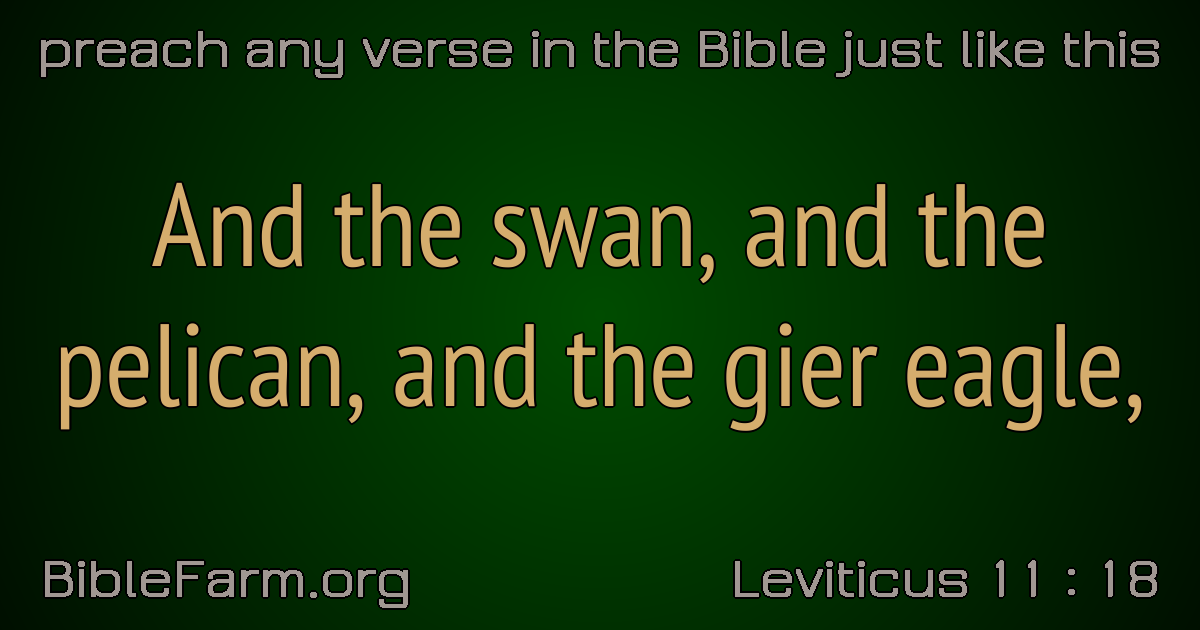 preach any verse in the Bible just like this
And the swan, and the
pelican, and the gier eagle,
BibleFarm.org
Leviticus 11 : 18